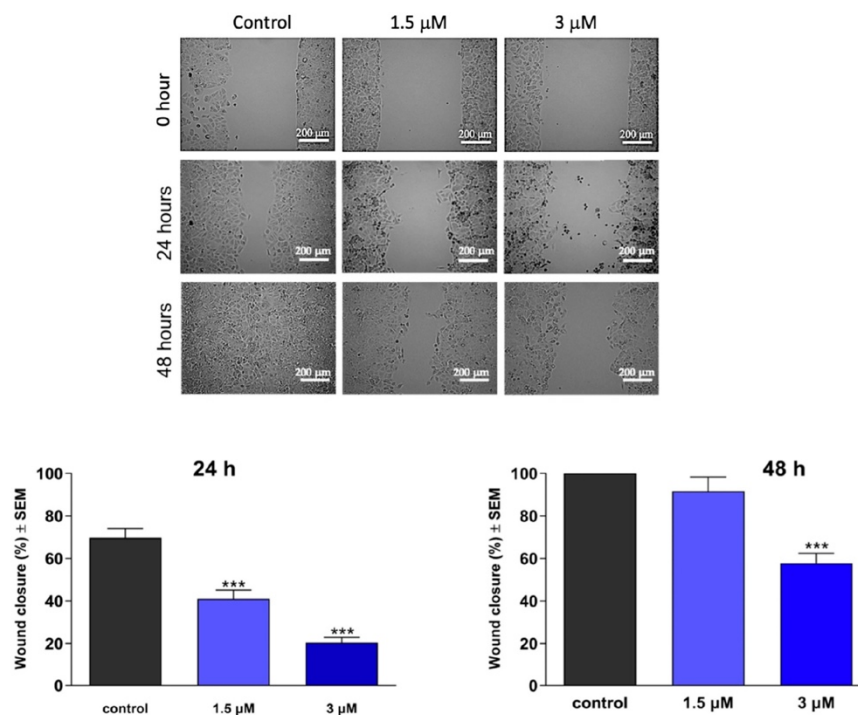 Control 1.5 μM 3 μM
0 hour
200 μm 200 μm 200 μm
24 hours
200 μm 200 μm 200 μm
48 hours
200 μm 200 μm 200 μm
24 h
Wound closure (%) ± SEM
100
80
60
40
20
0
***
***
control 1.5 μM 3 μM
48 h
Wound closure (%) ± SEM
100
80
60
40
20
0
***
control 1.5 μM 3 μM